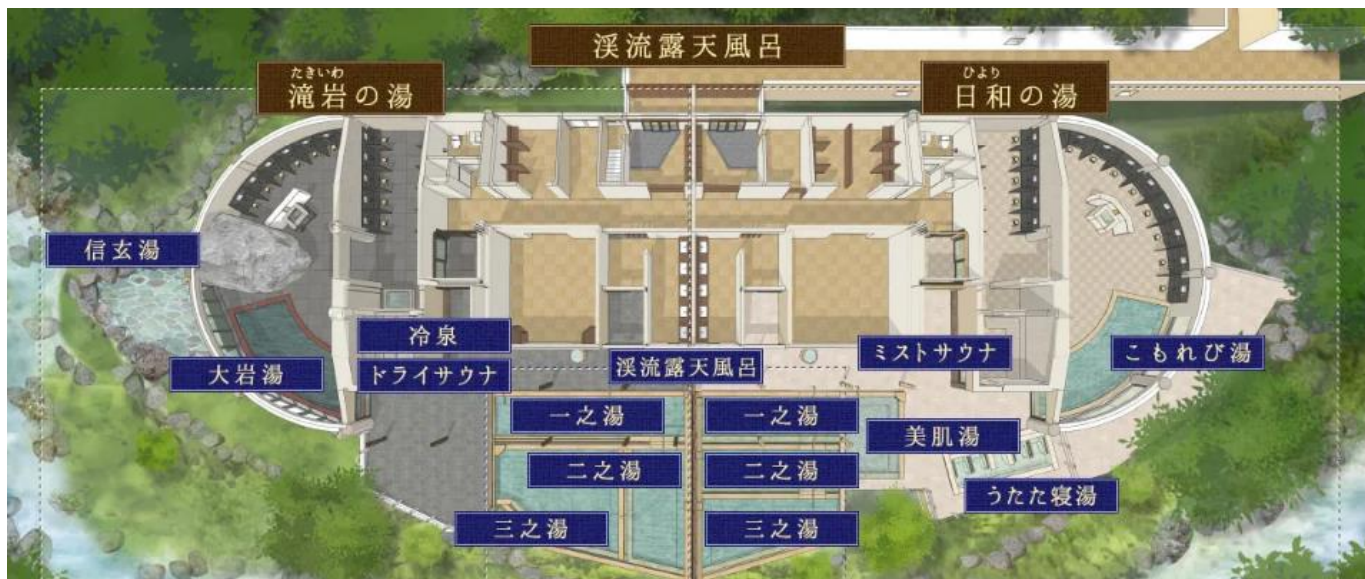 渓流露天風呂
たきいわ
滝岩の湯
ひより
日和の湯
信玄湯
冷泉
ミストサウナ
こもれび湯
大岩湯
ドライサウナ
渓流露天風呂
一之湯
一之湯
美肌湯
二之湯
二之湯
うたた寝湯
三之湯
三之湯